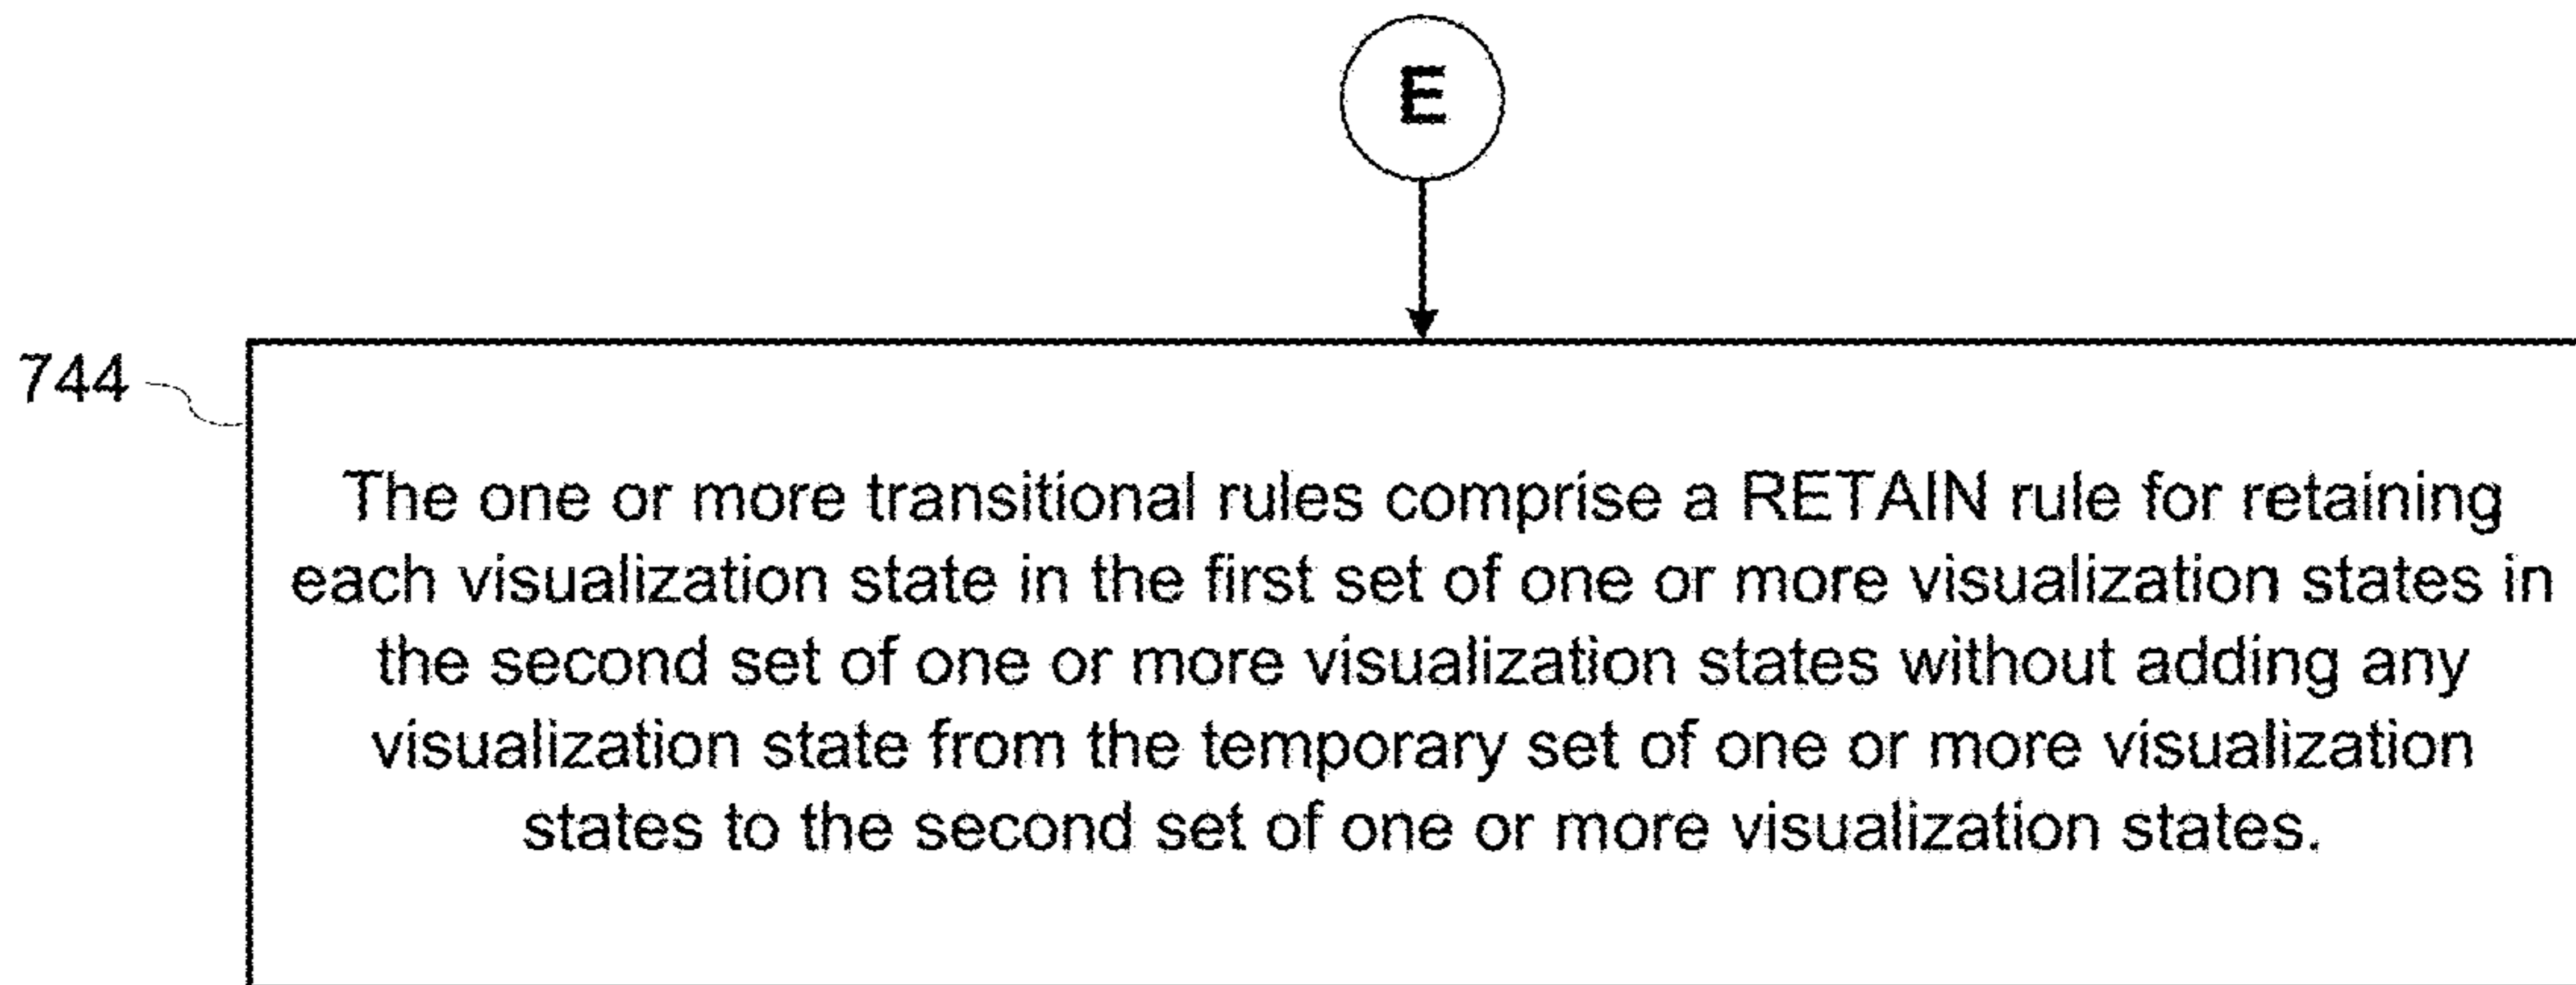 E
744
The one or more transitional rules comprise a RETAIN rule for retaining
each visualization state in the first set of one or more visualization states in
the second set of one or more visualization states without adding any
visualization state from the temporary set of one or more visualization
states to the second set of one or more visualization states.